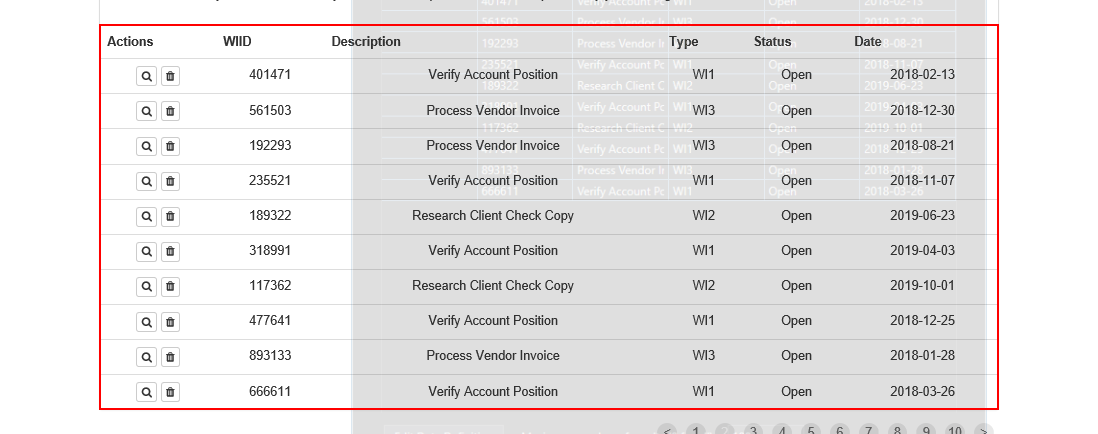 Actions WIID Description Type Status Date
401471 Verify Account Position WI1 Open 2018-02-13
561503 Process Vendor Invoice WI3 Open 2018-12-30
192293 Process Vendor Invoice WI3 Open 2018-08-21
235521 Verify Account Position WI1 Open 2018-11-07
189322 Research Client Check Copy WI2 Open 2019-06-23
318991 Verify Account Position WI1 Open 2019-04-03
117362 Research Client Check Copy WI2 Open 2019-10-01
477641 Verify Account Position WI1 Open 2018-12-25
893133 Process Vendor Invoice WI3 Open 2018-01-28
666611 Verify Account Position WI1 Open 2018-03-26
< 1 2 3 4 5 6 7 8 9 10 >